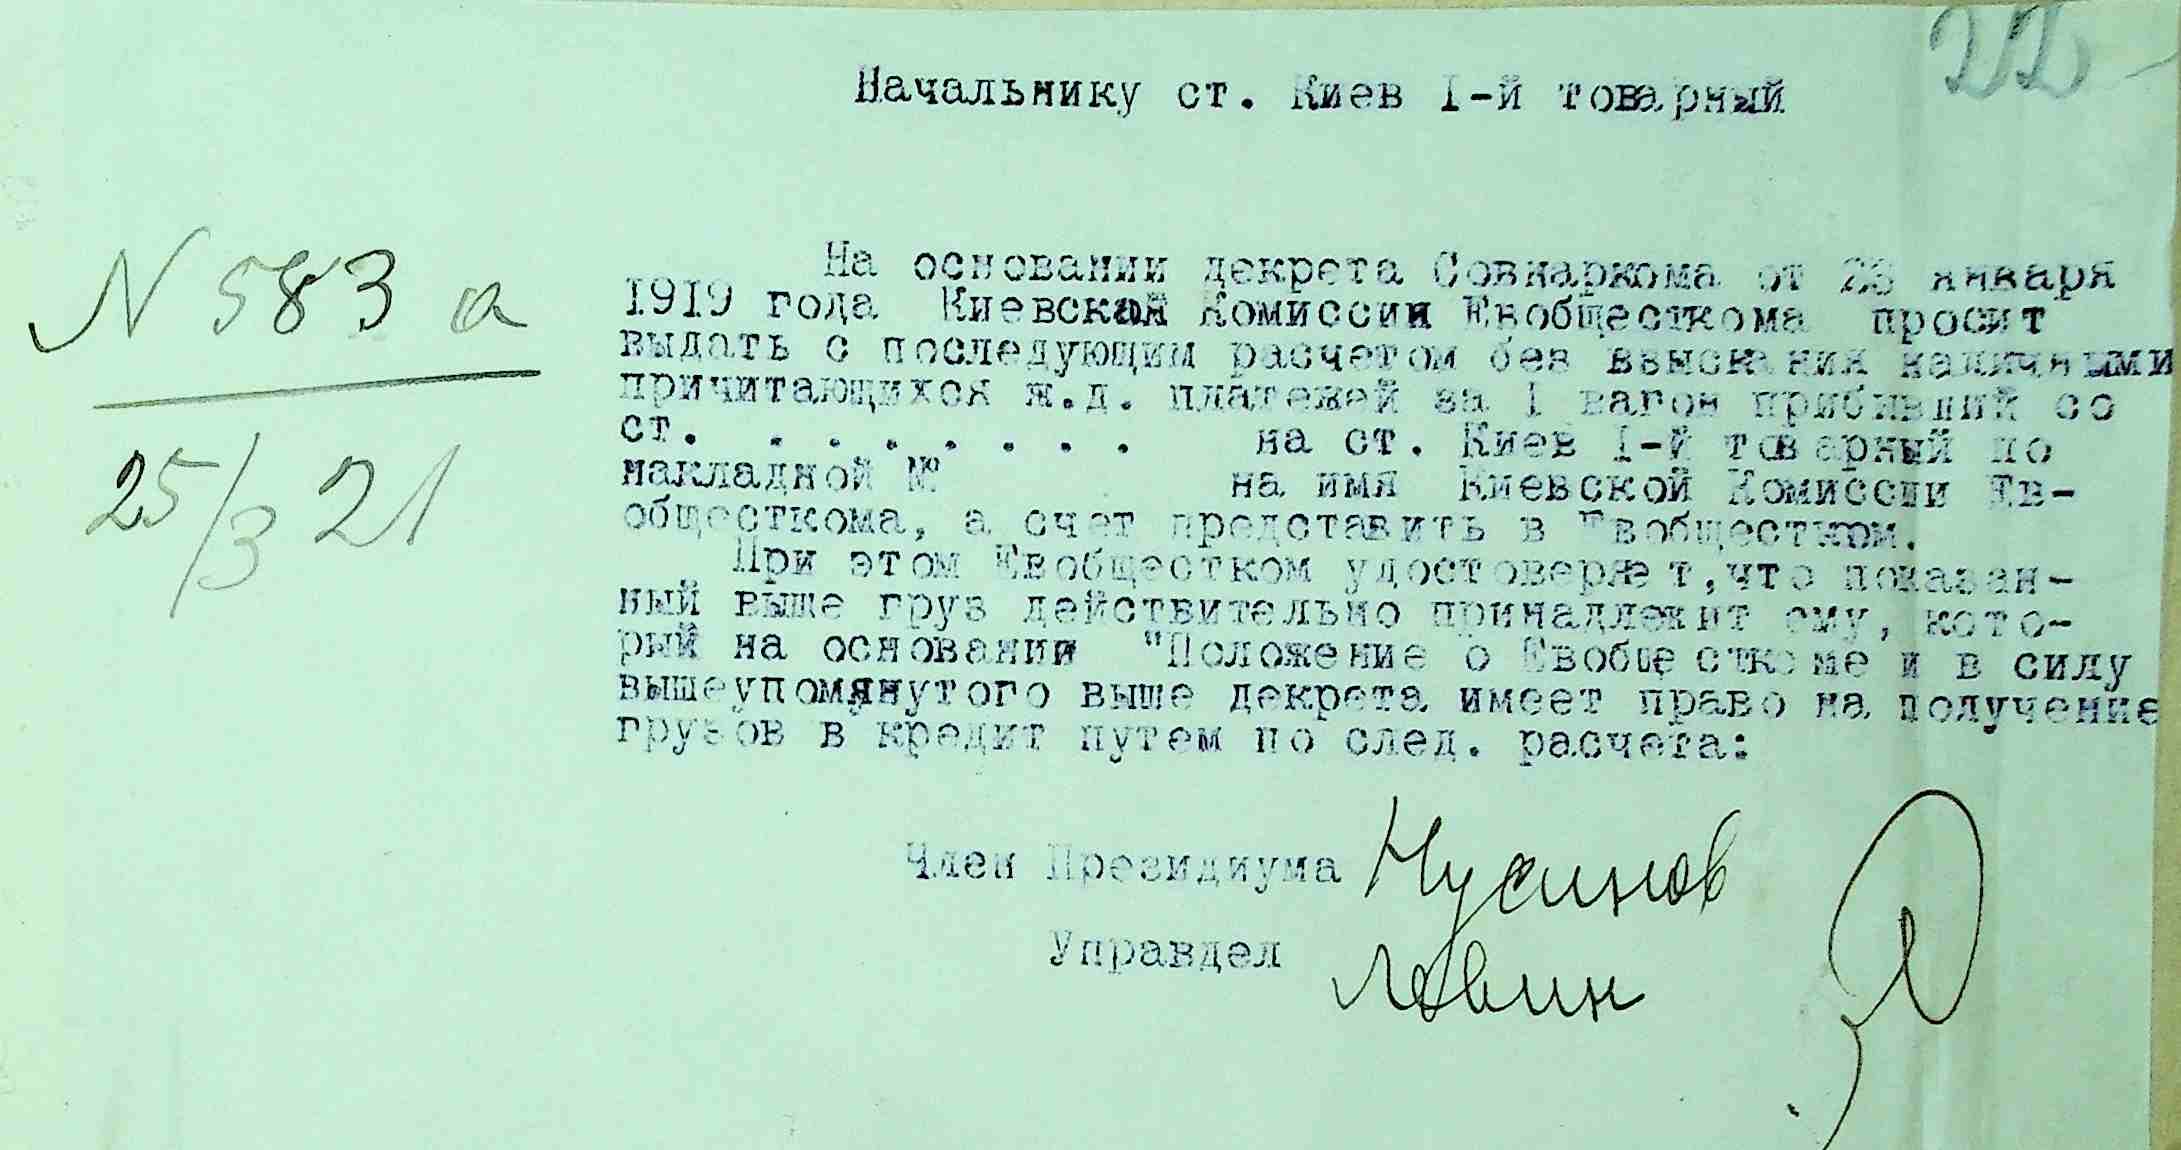 22
Начальнику ст. Киев I-й товарный
N 583 а
25/3 21
На основании декрета Совнаркома от 23 января
1919 года Киевская Комиссия Евобщесткома просит
выдать с последующим расчетом без взыскания наличными
причитающихся ж.д. платежей за I вагон прибивший со
ст. . . . . . . . на ст. Киев I-й товарный по
накладной № на имя Киевской Комиссии Ев-
общесткома, а счет представить в Евобщестком.
При этом Евобщестком удостоверяет,что показан-
ный выше груз действительно принадлежит ему, кото-
рый на основании "Положение о Евобщесткоме и в силу
вышеупомянутого выше декрета имеет право на получение
грузов в кредит путем по след. расчета:
Член Президиума Нусинов
Управдел Левин